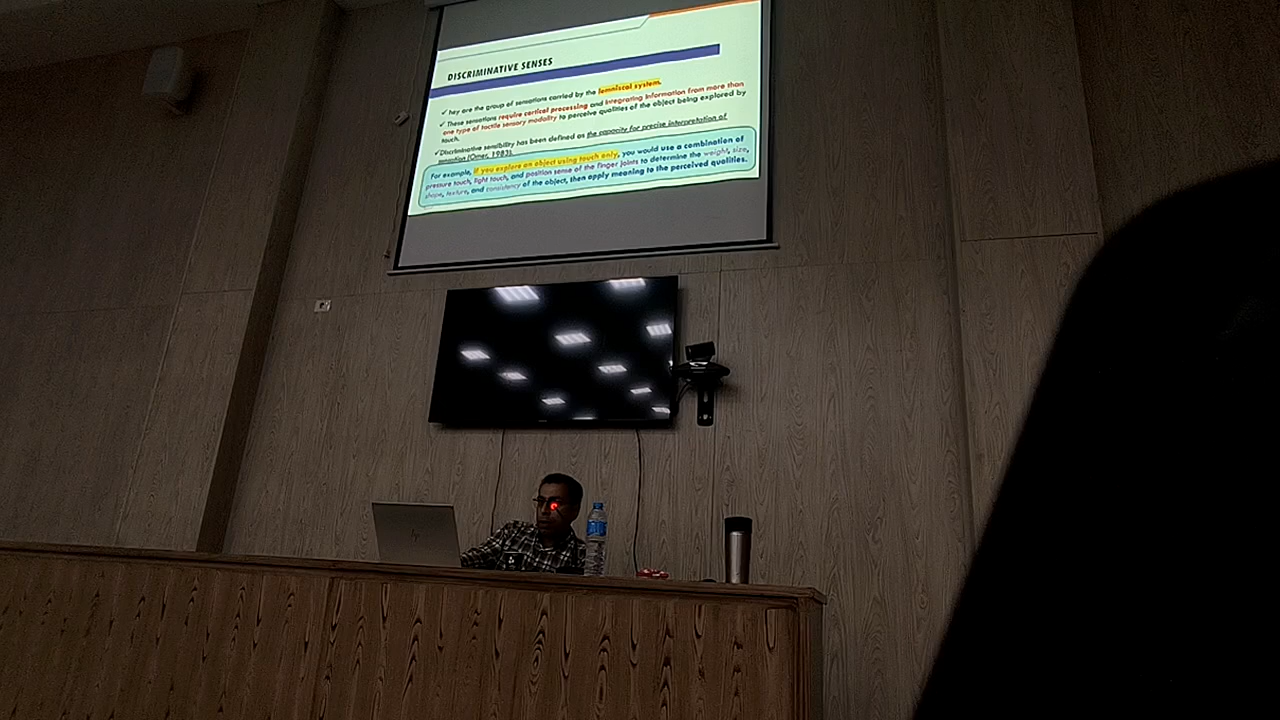 DISCRIMINATIVE SENSES
✓They are the group of sensations carried by the lemniscal system.
✓ These sensations require cortical processing and integrating information from more than
one type of tactile sensory modality to perceive qualities of the object being explored by
touch.
✓Discriminative sensibility has been defined as the capacity for precise interpretation of
sensation (Omer, 1983).
For example, if you explore an object using touch only, you would use a combination of
pressure touch, light touch, and position sense of the finger joints to determine the weight, size,
shape, texture, and consistency of the object, then apply meaning to the perceived qualities.
hp